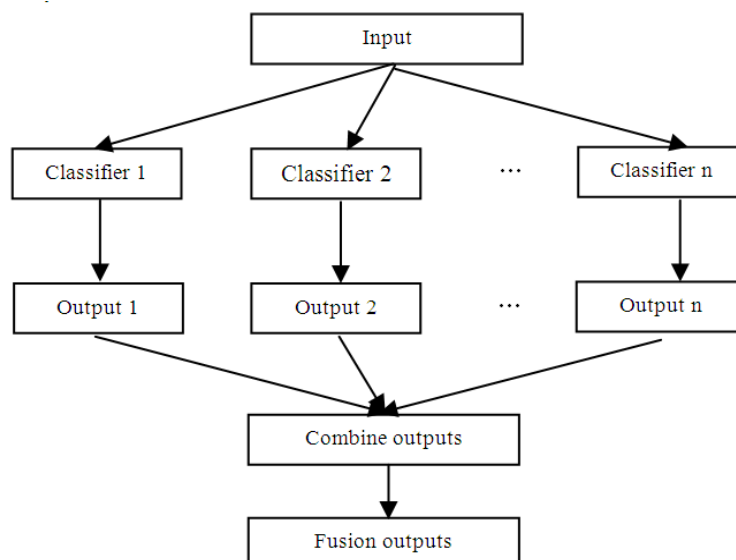 Input
Classifier 1
Classifier 2
...
Classifier n
Output 1
Output 2
...
Output n
Combine outputs
Fusion outputs